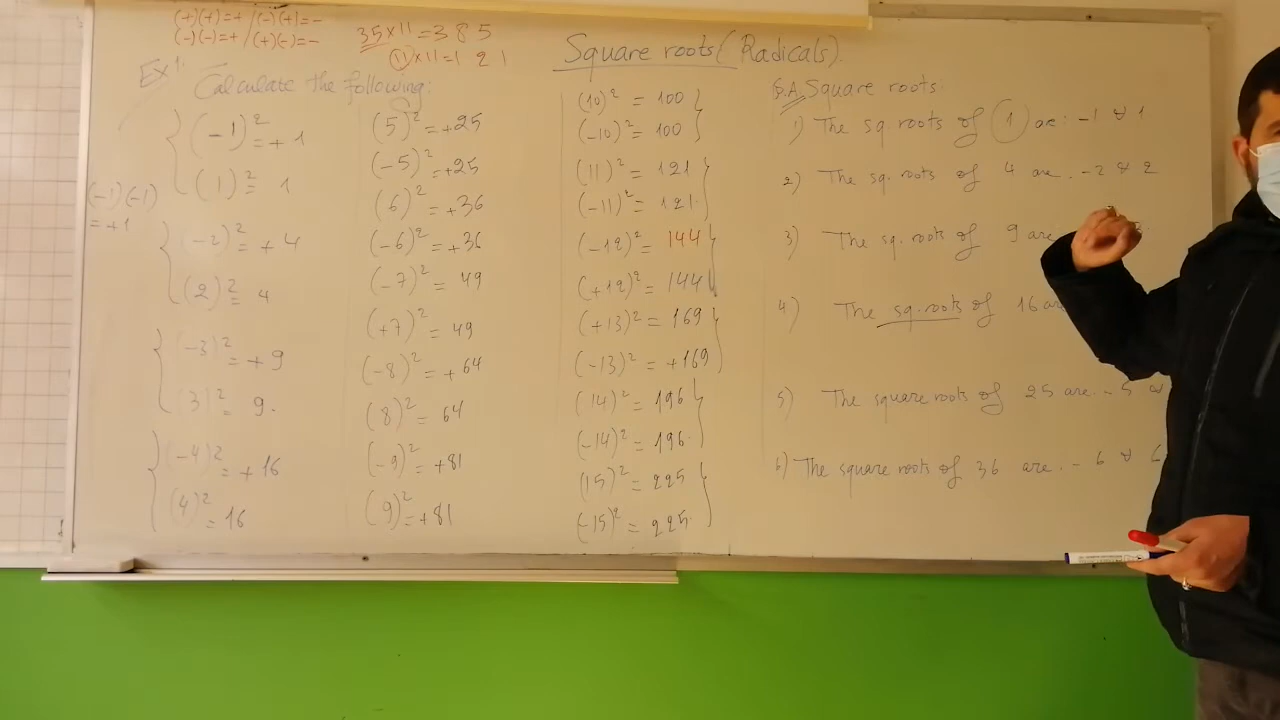 (+)(+)=+ / (-)(+)=-
(-)(-)=+ / (+)(-)=-
35×11=385
11×11=121
Square roots (Radicals).
Ex1:
Calculate the following:
(-1)²=+1
(1)²=1
(-1)(-1)
=+1
(-2)²=+4
(2)²=4
(-3)²=+9
(3)²=9.
(-4)²=+16
(4)²=16
(5)²=+25
(-5)²=+25
(6)²=+36
(-6)²=+36
(-7)²=49
(+7)²=49
(-8)²=+64
(8)²=64
(-9)²=+81
(9)²=+81
(10)²=100
(-10)²=100
(11)²=121
(-11)²=121.
(-12)²=144
(+12)²=144
(+13)²=169
(-13)²=+169
(14)²=196
(-14)²=196.
(15)²=225
(-15)²=225.
Square roots:
1) The sq. roots of 1 are: -1 & 1
2) The sq. roots of 4 are. -2 & 2
3) The sq. roots of 9 are
4) The sq. roots of 16 are
5) The square roots of 25 are. -5 &
6) The square roots of 36 are. -6 & 6